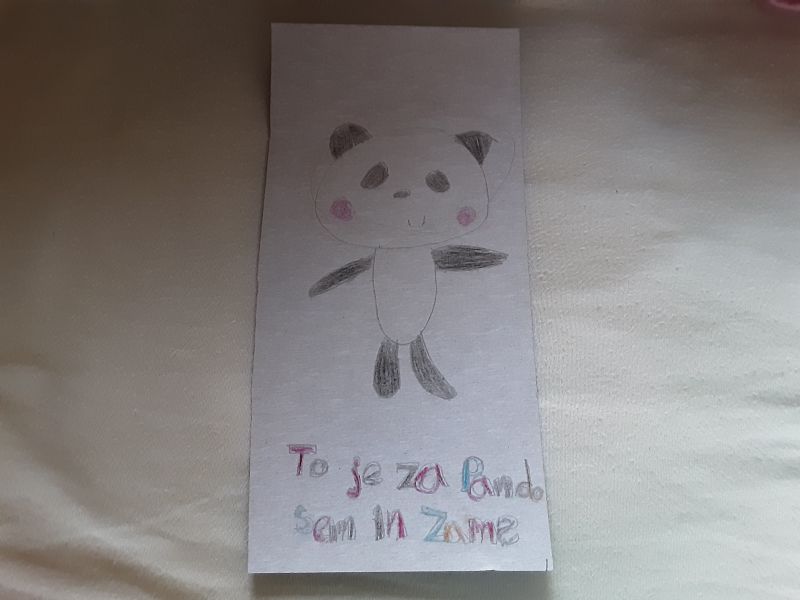 To je za Pando
sem in zame